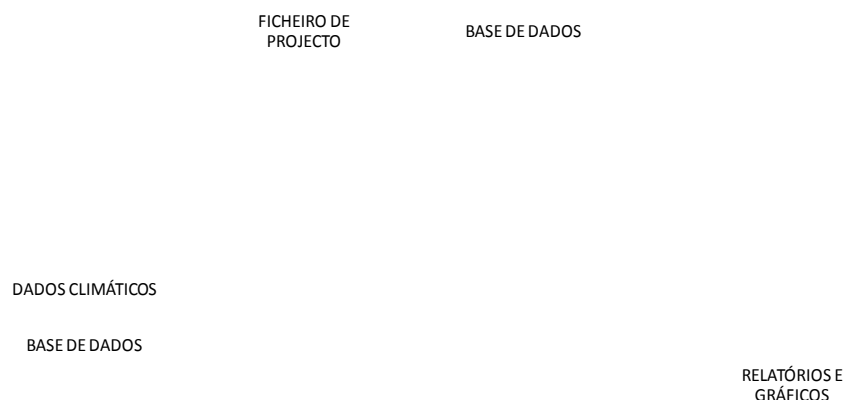 FICHEIRO DE
PROJECTO
BASE DE DADOS
DADOS CLIMÁTICOS
BASE DE DADOS
RELATÓRIOS E
GRÁFICOS